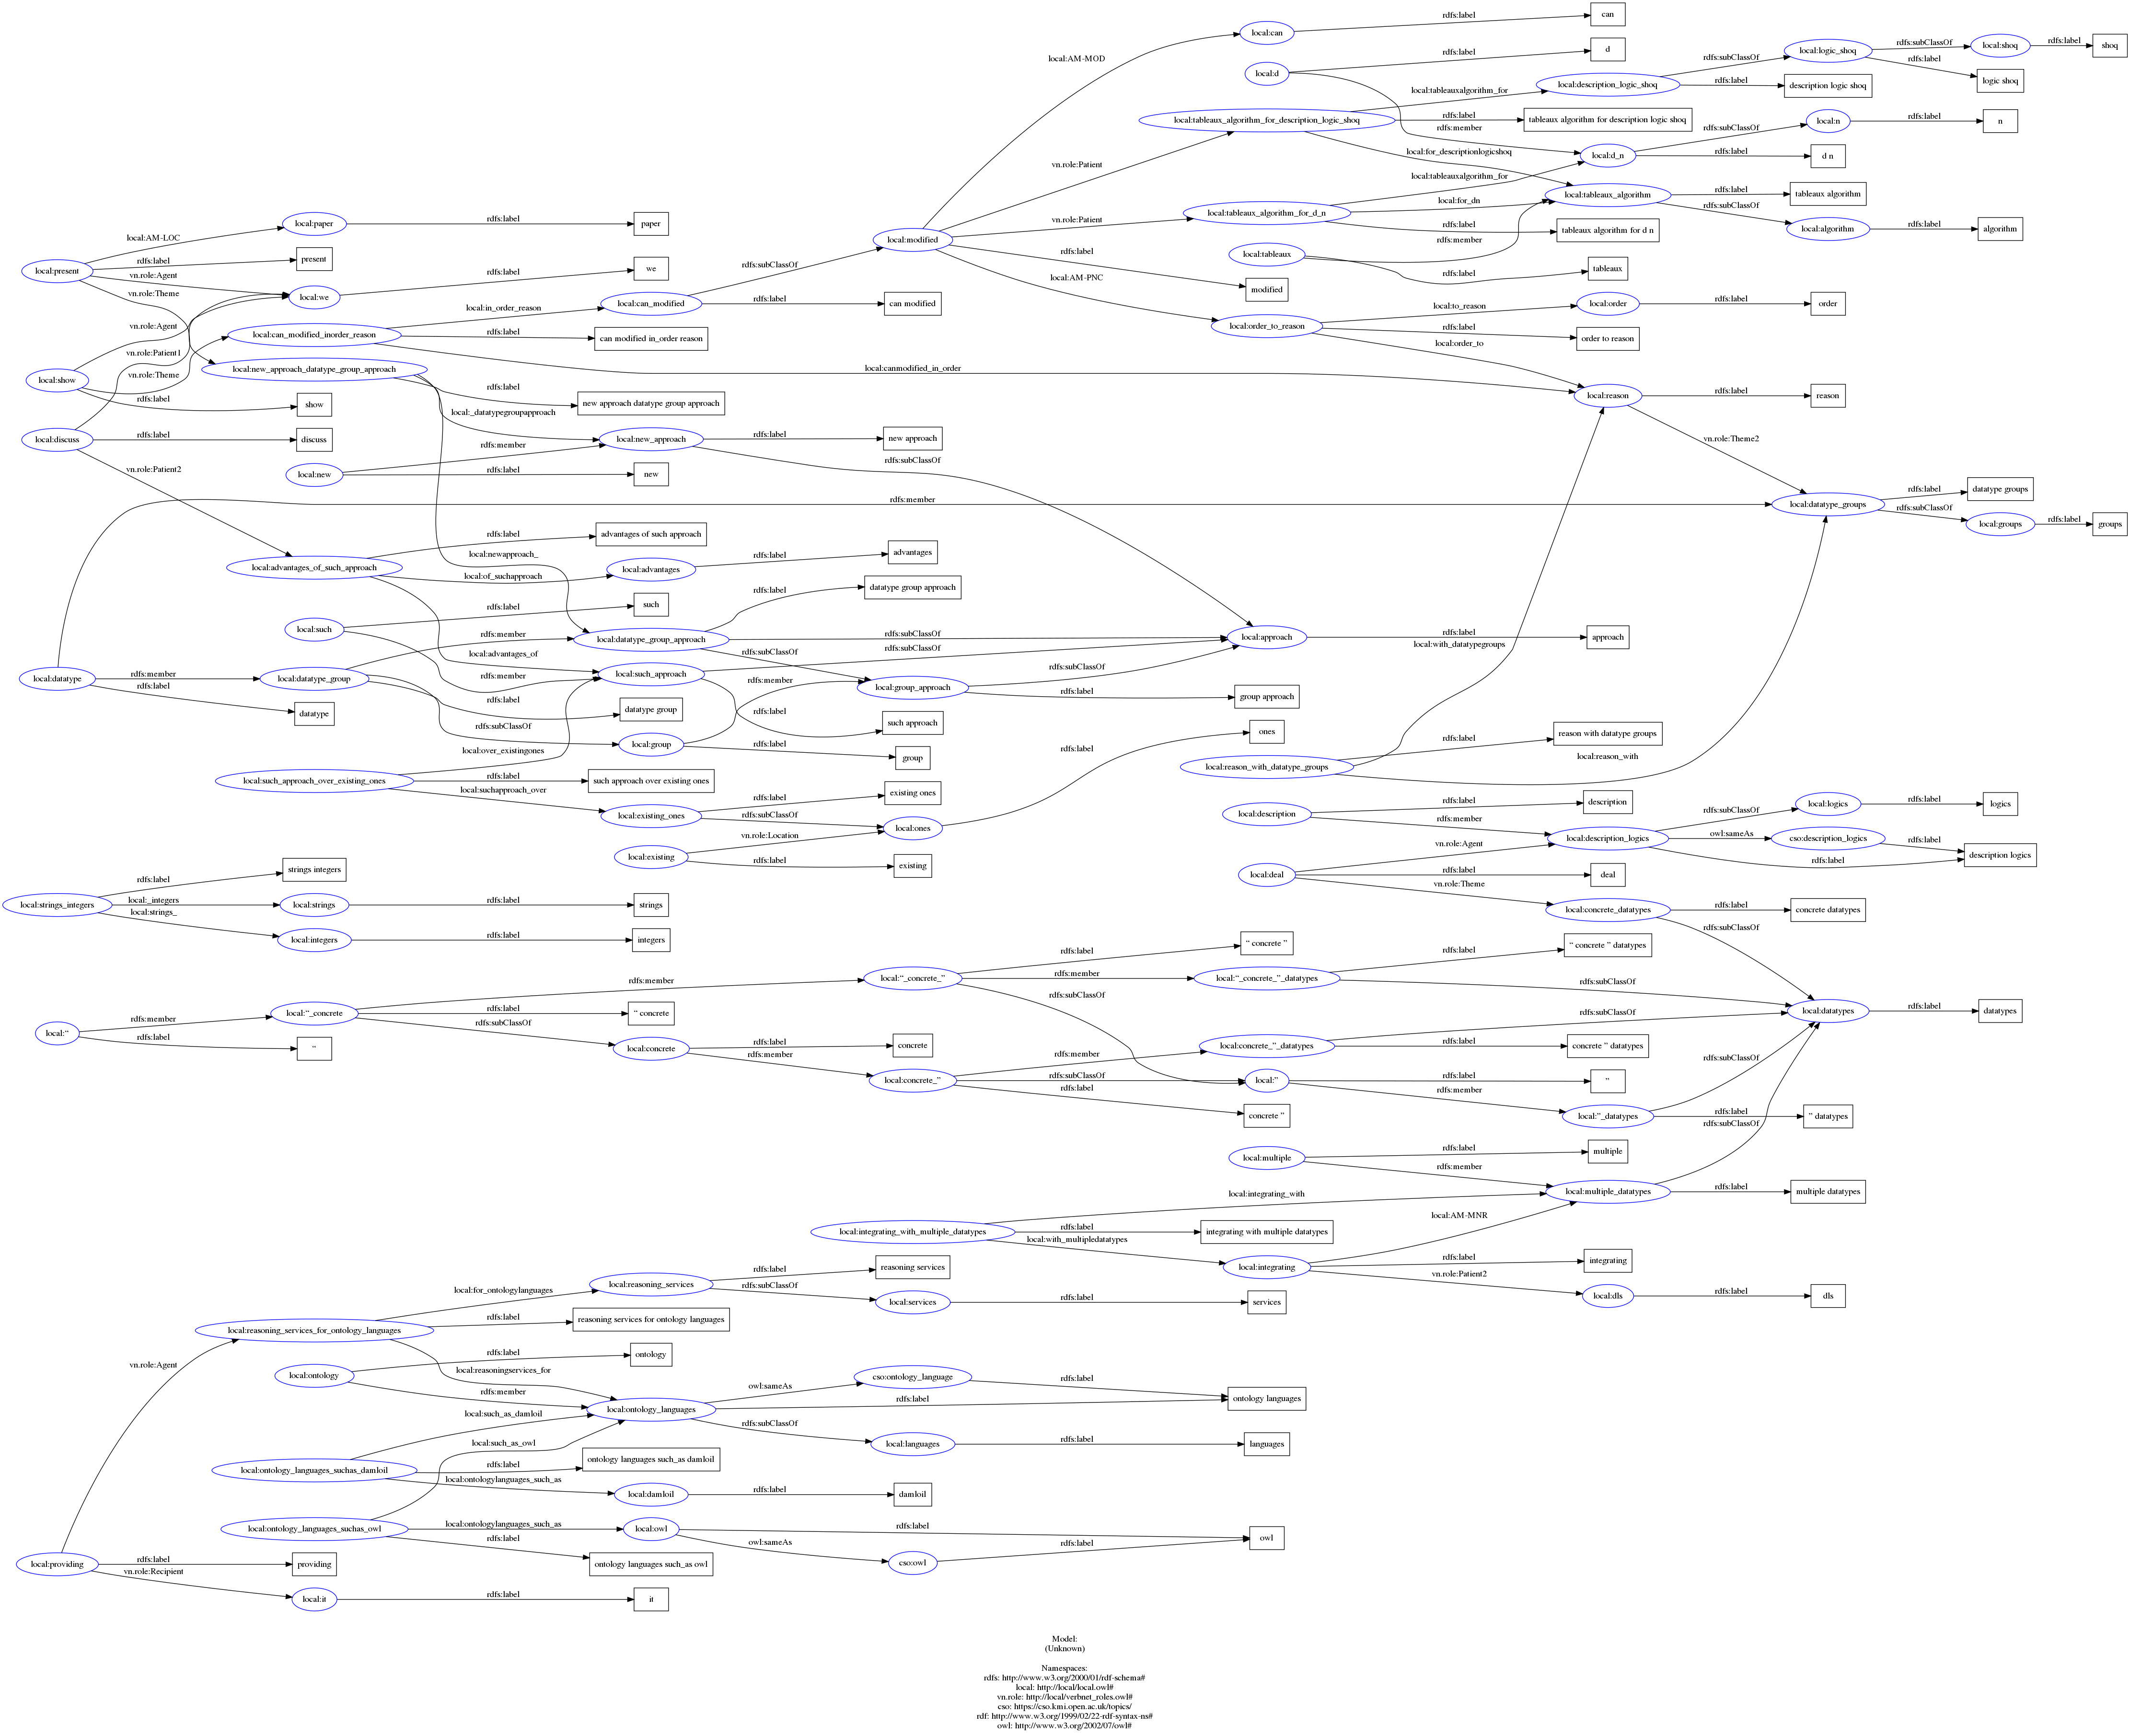 local:can
rdfs:label
can
local:AM-MOD
local:d
rdfs:label
d
local:logic_shoq
rdfs:subClassOf
local:shoq
rdfs:label
shoq
rdfs:subClassOf
rdfs:label
logic shoq
local:tableauxalgorithm_for
local:description_logic_shoq
rdfs:label
description logic shoq
local:tableaux_algorithm_for_description_logic_shoq
rdfs:label
tableaux algorithm for description logic shoq
rdfs:member
rdfs:subClassOf
local:n
rdfs:label
n
vn.role:Patient
local:for_descriptionlogicshoq
local:d_n
rdfs:label
d n
local:tableauxalgorithm_for
local:tableaux_algorithm
rdfs:label
tableaux algorithm
local:for_dn
rdfs:subClassOf
local:tableaux_algorithm_for_d_n
vn.role:Patient
rdfs:label
tableaux algorithm for d n
local:algorithm
rdfs:label
algorithm
local:paper
rdfs:label
paper
local:AM-LOC
local:modified
rdfs:member
local:tableaux
rdfs:label
tableaux
rdfs:label
modified
local:present
rdfs:label
present
vn.role:Agent
vn.role:Theme
local:we
rdfs:label
we
rdfs:subClassOf
local:AM-PNC
local:can_modified
rdfs:label
can modified
local:in_order_reason
local:to_reason
local:order
rdfs:label
order
local:order_to_reason
rdfs:label
order to reason
local:order_to
vn.role:Agent
local:can_modified_inorder_reason
rdfs:label
can modified in_order reason
vn.role:Patient1
local:show
vn.role:Theme
local:new_approach_datatype_group_approach
local:canmodified_in_order
rdfs:label
new approach datatype group approach
local:reason
rdfs:label
reason
rdfs:label
show
local:_datatypegroupapproach
local:discuss
rdfs:label
discuss
rdfs:member
local:new_approach
rdfs:label
new approach
vn.role:Theme2
vn.role:Patient2
local:new
rdfs:label
new
rdfs:subClassOf
rdfs:member
local:datatype_groups
rdfs:label
datatype groups
rdfs:subClassOf
local:groups
rdfs:label
groups
rdfs:label
advantages of such approach
local:newapproach_
local:advantages_of_such_approach
local:of_suchapproach
local:advantages
rdfs:label
advantages
rdfs:label
datatype group approach
local:such
rdfs:label
such
rdfs:member
local:datatype_group_approach
rdfs:subClassOf
local:approach
rdfs:label
approach
local:with_datatypegroups
local:advantages_of
rdfs:subClassOf
rdfs:subClassOf
local:datatype
rdfs:member
local:datatype_group
rdfs:member
local:such_approach
rdfs:subClassOf
rdfs:member
local:group_approach
rdfs:label
group approach
rdfs:label
datatype
rdfs:label
datatype group
rdfs:label
such approach
rdfs:subClassOf
local:group
rdfs:label
group
rdfs:label
ones
local:over_existingones
local:such_approach_over_existing_ones
rdfs:label
such approach over existing ones
local:suchapproach_over
rdfs:label
reason with datatype groups
local:reason_with_datatype_groups
local:reason_with
local:existing_ones
rdfs:label
existing ones
rdfs:subClassOf
local:ones
vn.role:Location
local:existing
rdfs:label
existing
local:description
rdfs:label
description
rdfs:member
rdfs:subClassOf
local:logics
rdfs:label
logics
local:description_logics
owl:sameAs
cso:description_logics
rdfs:label
rdfs:label
description logics
vn.role:Agent
local:deal
rdfs:label
deal
vn.role:Theme
local:concrete_datatypes
rdfs:label
concrete datatypes
rdfs:subClassOf
rdfs:label
strings integers
local:strings_integers
local:_integers
local:strings
rdfs:label
strings
local:strings_
local:integers
rdfs:label
integers
rdfs:label
“ concrete ”
rdfs:label
“ concrete ” datatypes
local:“_concrete_”
rdfs:member
local:“_concrete_”_datatypes
rdfs:subClassOf
rdfs:member
rdfs:subClassOf
local:“
rdfs:member
local:“_concrete
rdfs:label
“ concrete
rdfs:label
“
rdfs:subClassOf
local:concrete
rdfs:label
concrete
rdfs:member
local:datatypes
rdfs:label
datatypes
rdfs:subClassOf
local:concrete_”_datatypes
rdfs:label
concrete ” datatypes
rdfs:member
local:concrete_”
rdfs:subClassOf
local:”
rdfs:label
”
rdfs:label
concrete ”
rdfs:member
local:”_datatypes
rdfs:subClassOf
rdfs:label
” datatypes
rdfs:subClassOf
local:multiple
rdfs:label
multiple
rdfs:member
local:multiple_datatypes
rdfs:label
multiple datatypes
local:integrating_with
local:integrating_with_multiple_datatypes
rdfs:label
integrating with multiple datatypes
local:with_multipledatatypes
local:AM-MNR
local:integrating
rdfs:label
integrating
vn.role:Patient2
local:dls
rdfs:label
dls
local:for_ontologylanguages
local:reasoning_services
rdfs:label
reasoning services
rdfs:subClassOf
local:services
rdfs:label
services
local:reasoning_services_for_ontology_languages
rdfs:label
reasoning services for ontology languages
vn.role:Agent
local:ontology
rdfs:label
ontology
local:reasoningservices_for
rdfs:member
local:ontology_languages
owl:sameAs
cso:ontology_language
rdfs:label
rdfs:label
ontology languages
rdfs:subClassOf
local:languages
rdfs:label
languages
local:such_as_damloil
local:such_as_owl
local:ontology_languages_suchas_damloil
rdfs:label
ontology languages such_as damloil
local:ontologylanguages_such_as
local:damloil
rdfs:label
damloil
local:ontology_languages_suchas_owl
local:ontologylanguages_such_as
local:owl
rdfs:label
owl
rdfs:label
ontology languages such_as owl
owl:sameAs
cso:owl
rdfs:label
local:providing
rdfs:label
providing
vn.role:Recipient
local:it
rdfs:label
it
Model:
(Unknown)
Namespaces:
rdfs: http://www.w3.org/2000/01/rdf-schema#
local: http://local/local.owl#
vn.role: http://local/verbnet_roles.owl#
cso: https://cso.kmi.open.ac.uk/topics/
rdf: http://www.w3.org/1999/02/22-rdf-syntax-ns#
owl: http://www.w3.org/2002/07/owl#